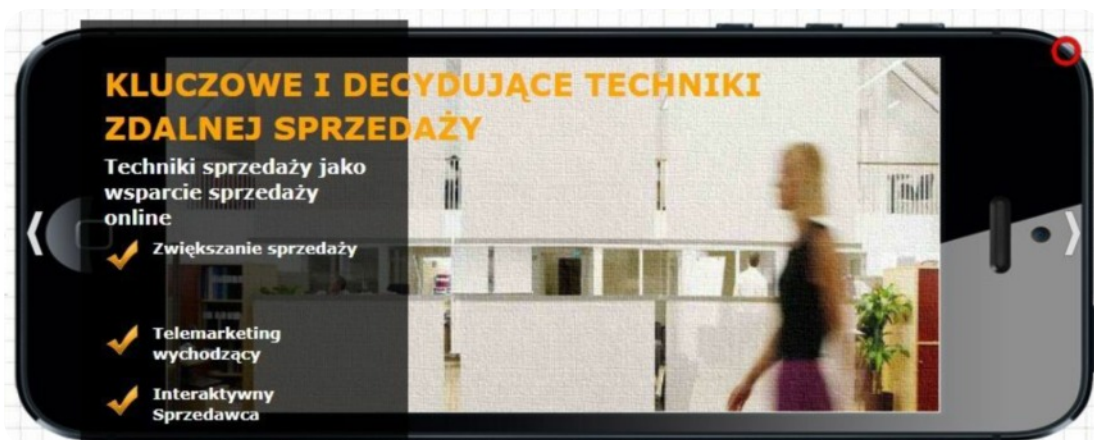 KLUCZOWE I DECYDUJĄCE TECHNIKI
ZDALNEJ SPRZEDAŻY
Techniki sprzedaży jako
wsparcie sprzedaży
online
Zwiększanie sprzedaży
Telemarketing
wychodzący
Interaktywny
Sprzedawca